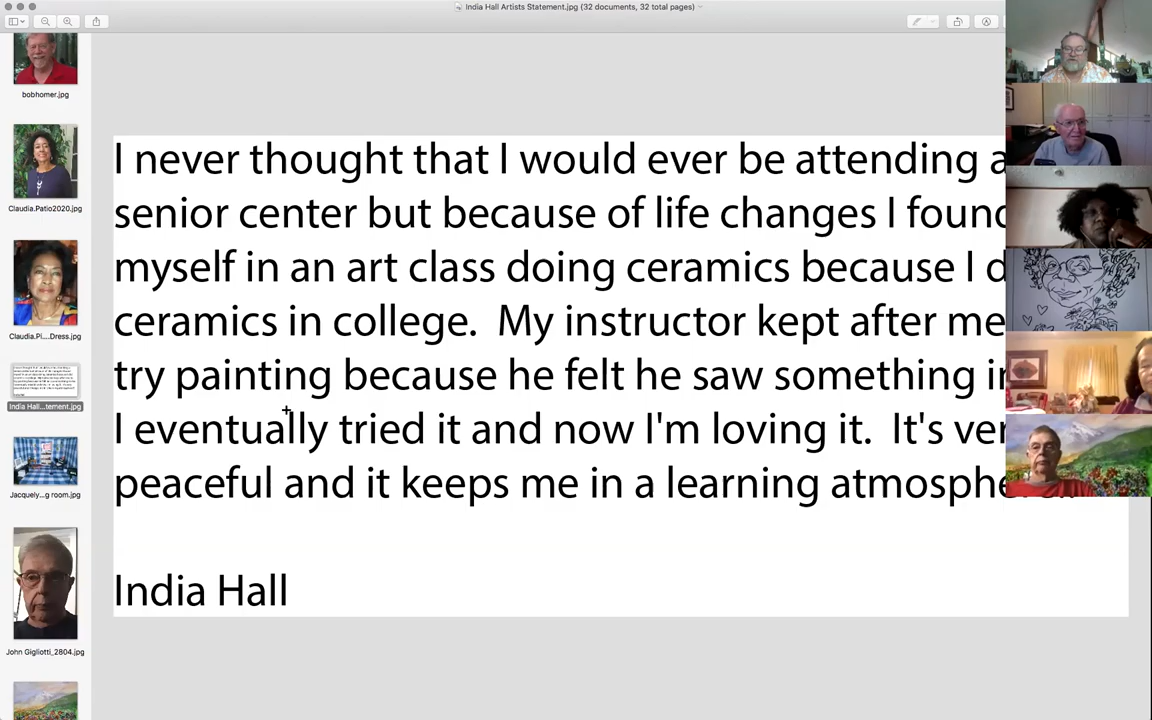 India Hall Artists Statement.jpg (32 documents, 32 total pages)
bobhomer.jpg
Claudia.Patio2020.jpg
Claudia.Pi....Dress.jpg
India Hall...tement.jpg
Jacquely...g room.jpg
John Gigliotti_2804.jpg
I never thought that I would ever be attending a
senior center but because of life changes I found
myself in an art class doing ceramics because I
ceramics in college.  My instructor kept after me
try painting because he felt he saw something
I eventually tried it and now I'm loving it.  It's
peaceful and it keeps me in a learning
India Hall